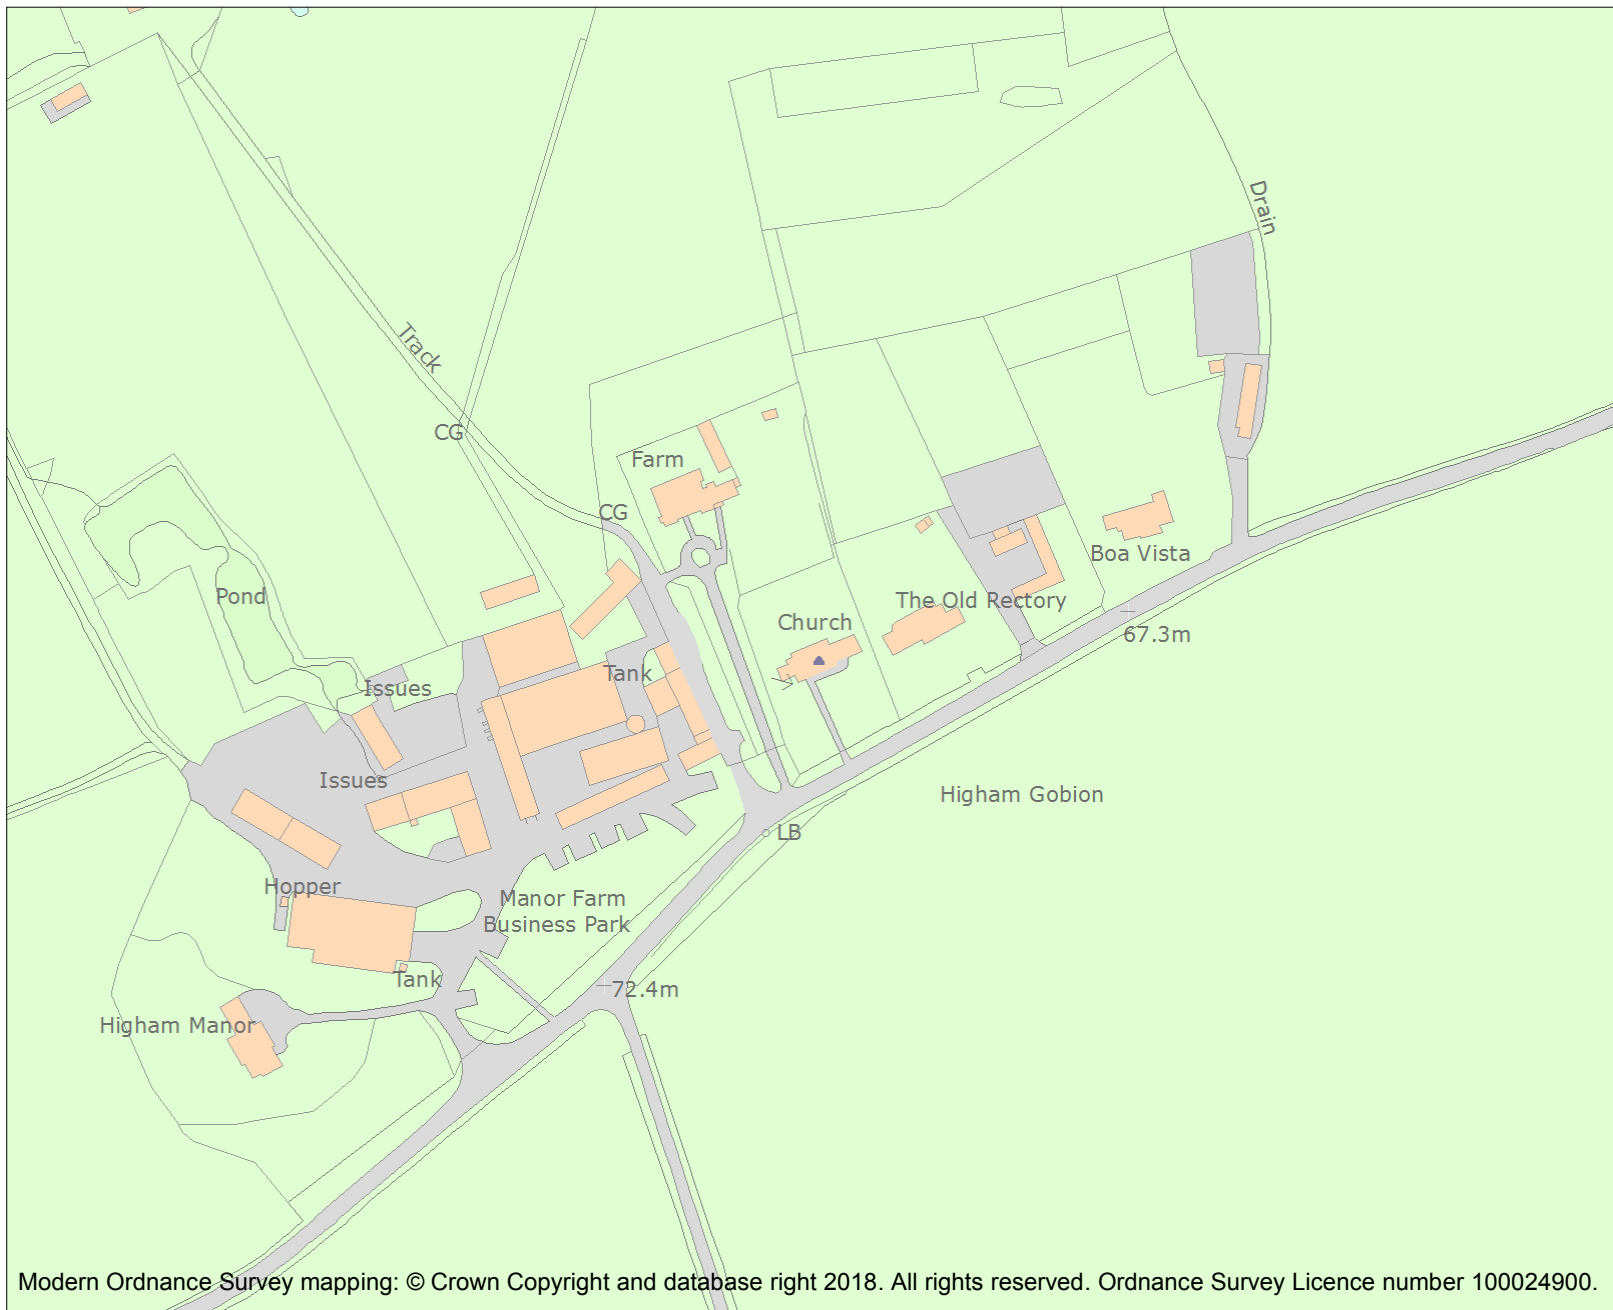 Drain
Track
CG
Farm
CG
Boa Vista
Pond
The Old Rectory
Church
67.3m
Tank
Issues
Issues
Higham Gobion
LB
Hopper
Manor Farm
Business Park
Tank
72.4m
Higham Manor
Modern Ordnance Survey mapping: © Crown Copyright and database right 2018. All rights reserved. Ordnance Survey Licence number 100024900.